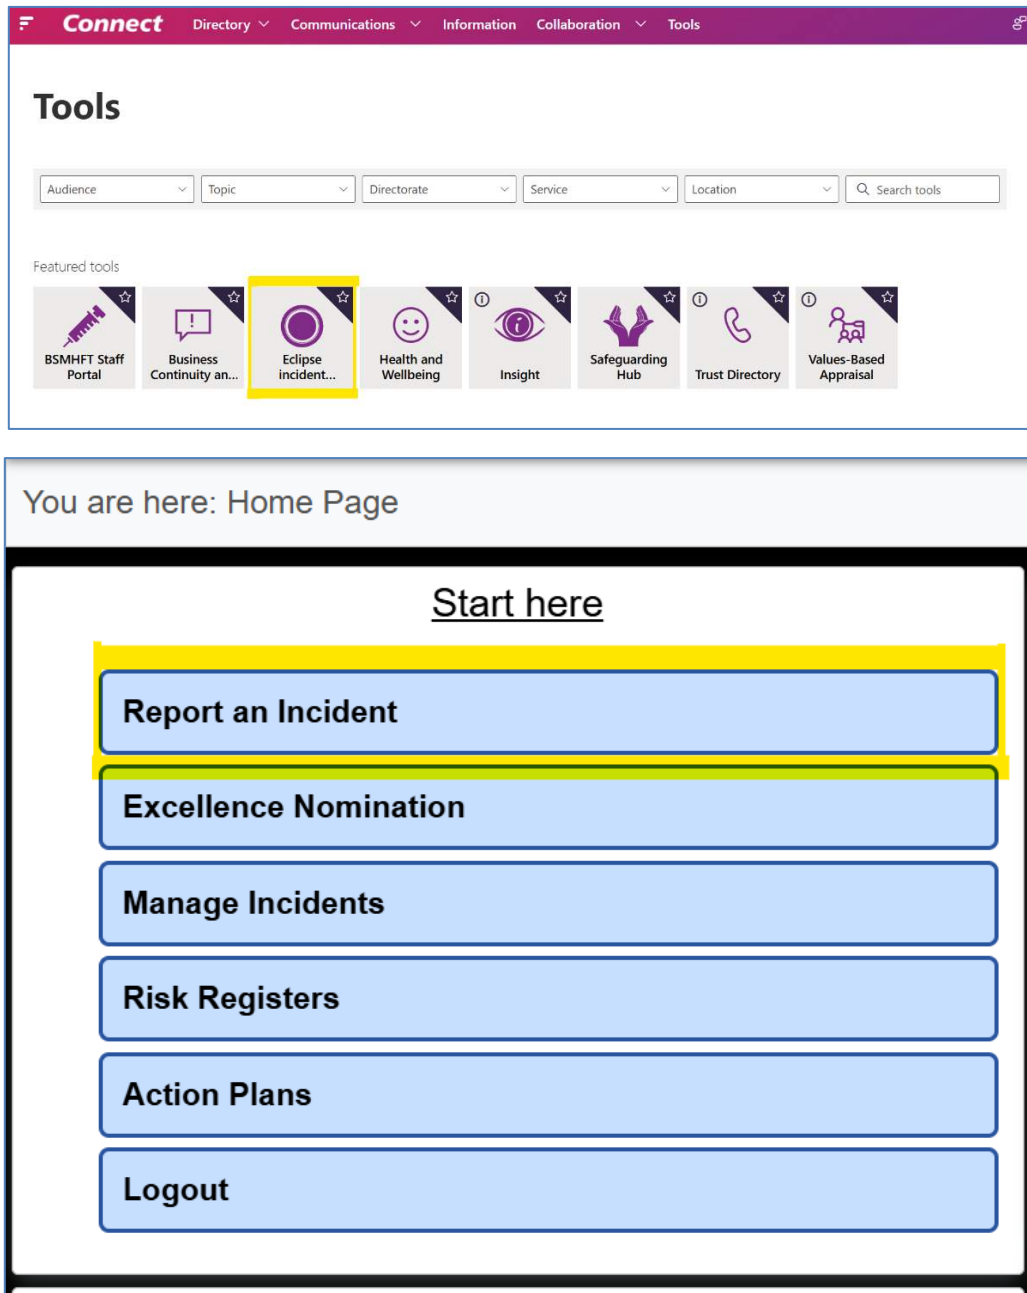 Connect Directory Communications Information Collaboration Tools
Tools
Audience Topic Directorate Service Location Search tools
Featured tools
BSMHFT Staff Portal
Business Continuity an...
Eclipse incident...
Health and Wellbeing
Insight
Safeguarding Hub
Trust Directory
Values-Based Appraisal
You are here: Home Page
Start here
Report an Incident
Excellence Nomination
Manage Incidents
Risk Registers
Action Plans
Logout